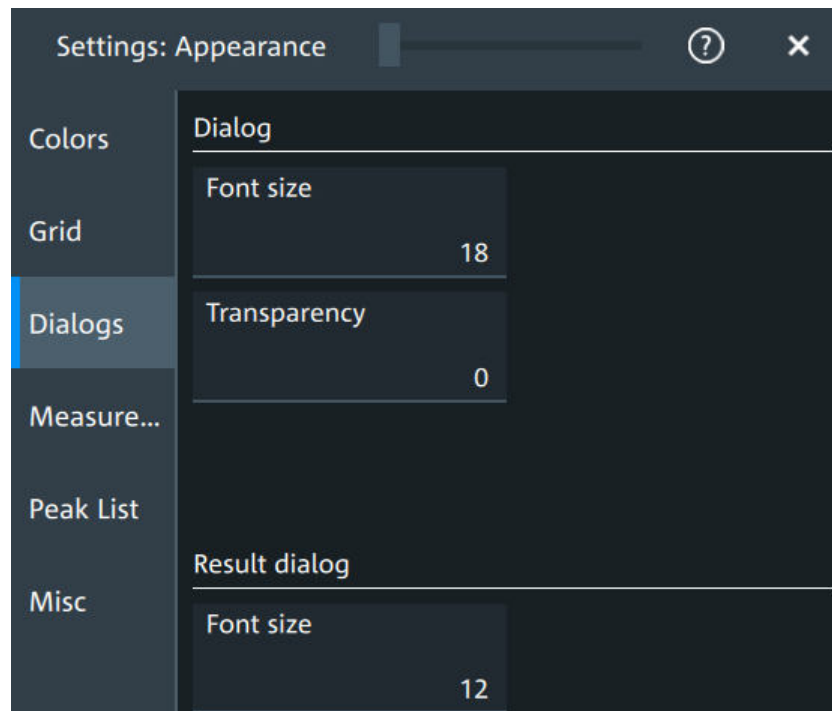 Settings: Appearance
Colors
Grid
Dialogs
Measure...
Peak List
Misc
Dialog
Font size
18
Transparency
0
Result dialog
Font size
12